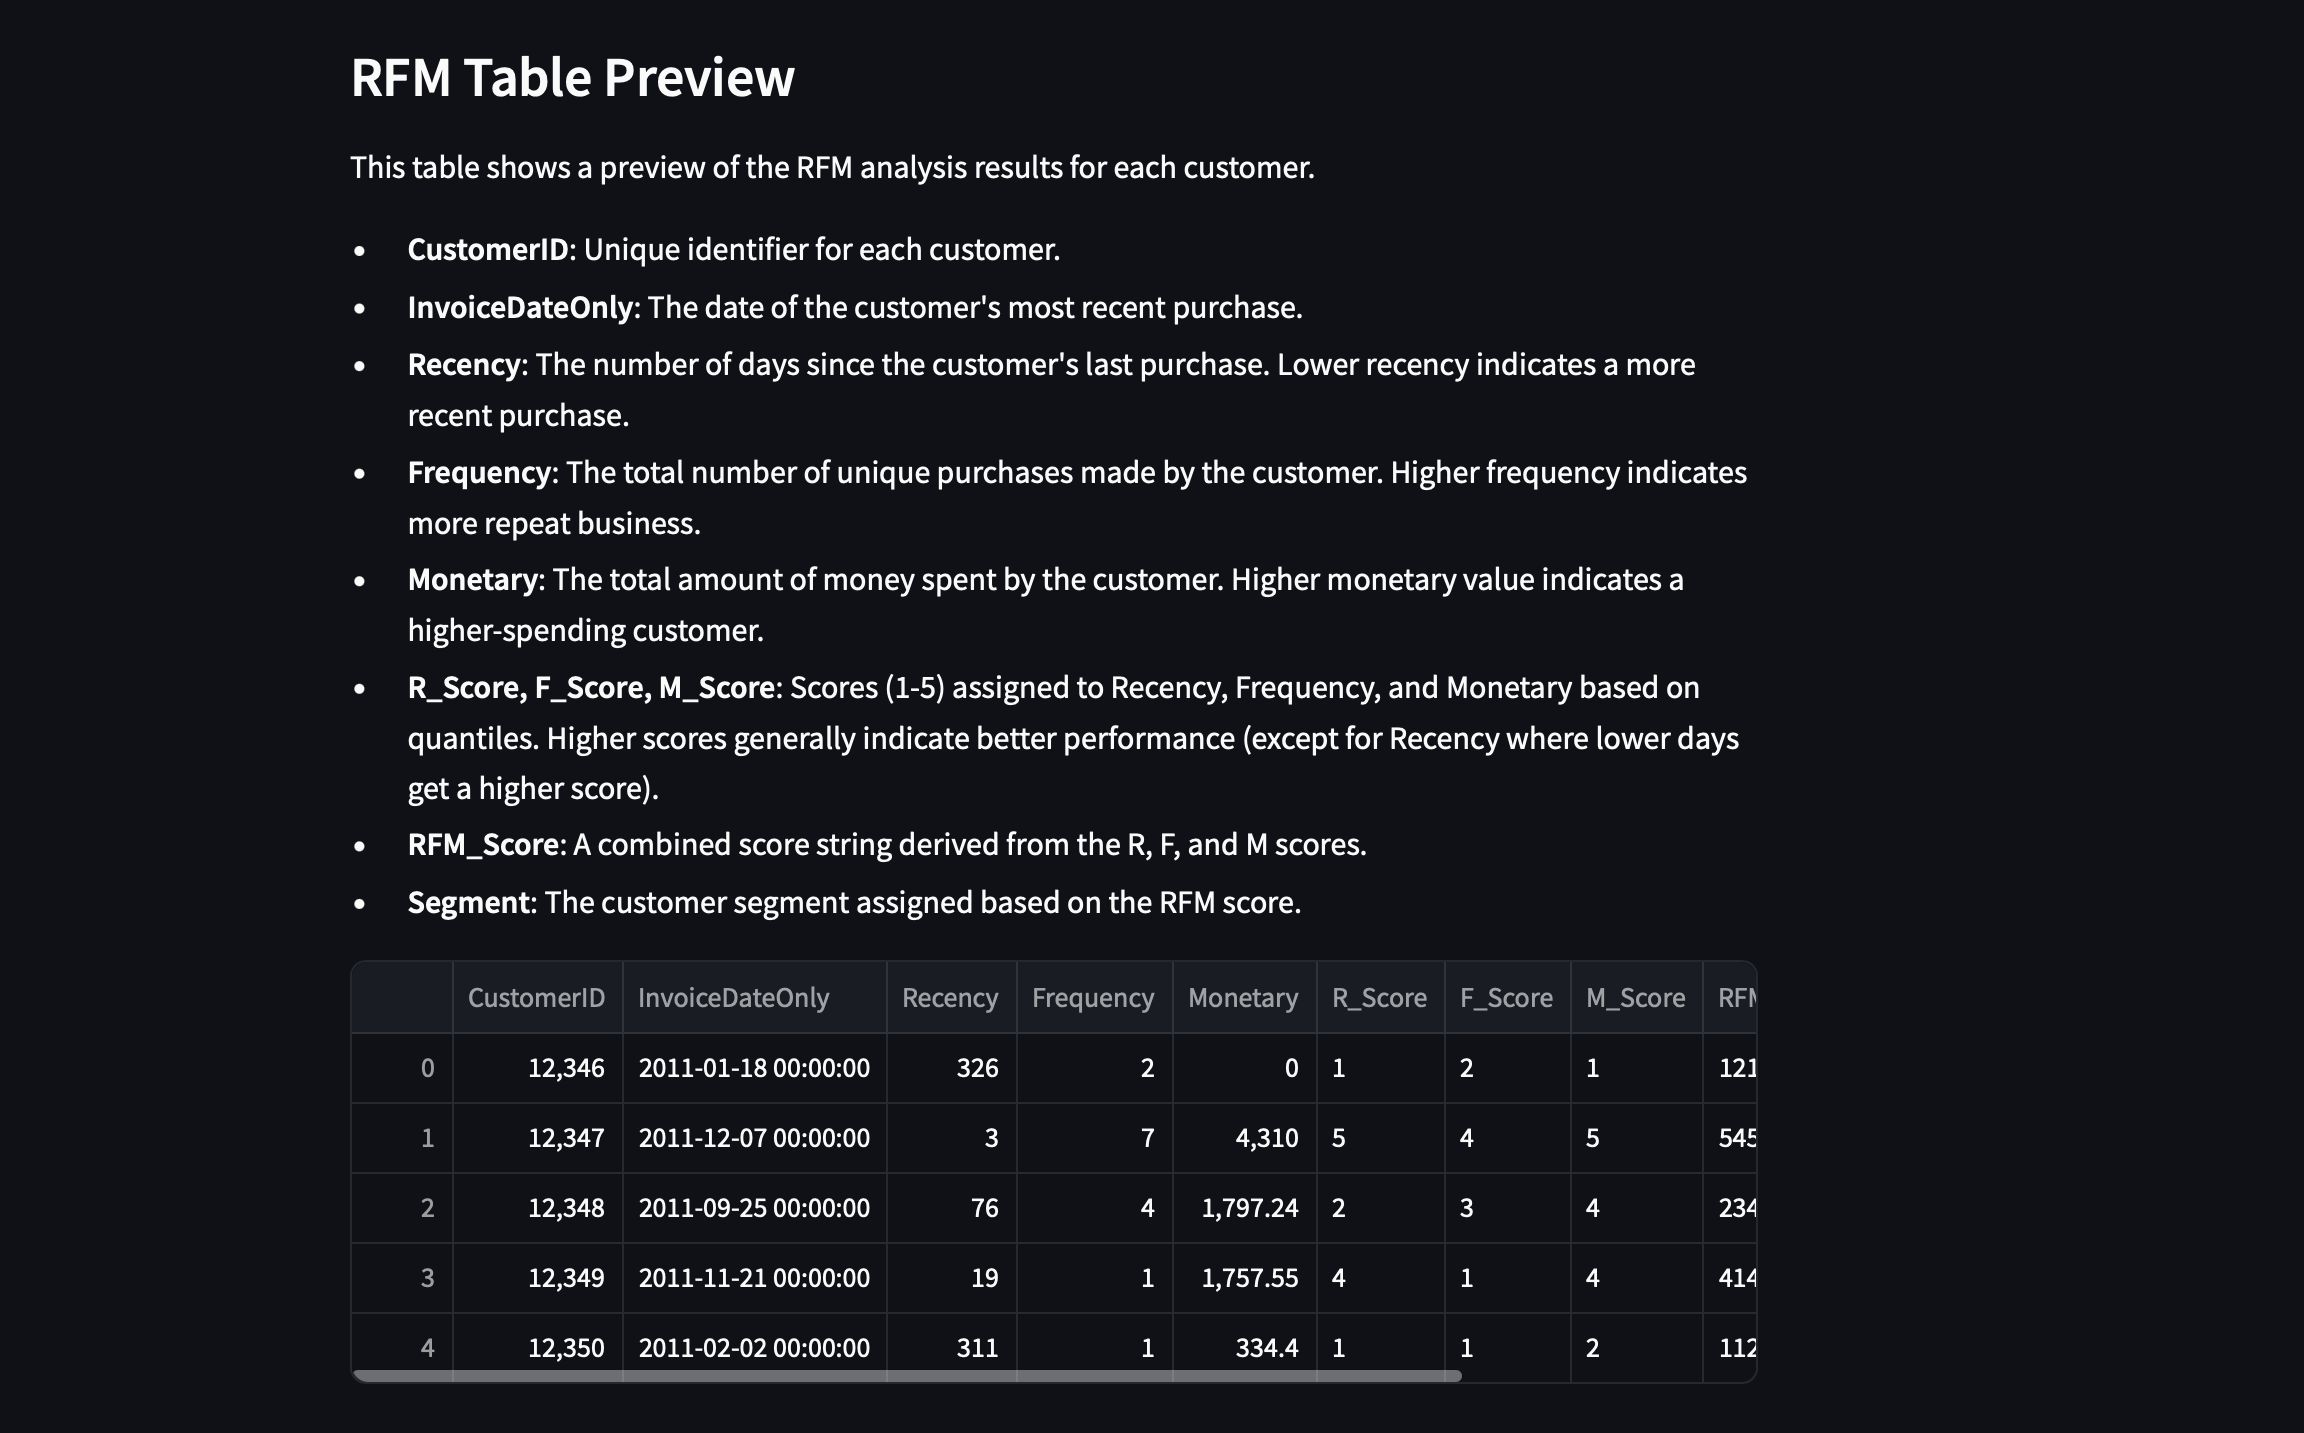 RFM Table Preview
This table shows a preview of the RFM analysis results for each customer.
• CustomerID: Unique identifier for each customer.
• InvoiceDateOnly: The date of the customer's most recent purchase.
• Recency: The number of days since the customer's last purchase. Lower recency indicates a more
recent purchase.
• Frequency: The total number of unique purchases made by the customer. Higher frequency indicates
more repeat business.
• Monetary: The total amount of money spent by the customer. Higher monetary value indicates a
higher-spending customer.
• R_Score, F_Score, M_Score: Scores (1-5) assigned to Recency, Frequency, and Monetary based on
quantiles. Higher scores generally indicate better performance (except for Recency where lower days
get a higher score).
• RFM_Score: A combined score string derived from the R, F, and M scores.
• Segment: The customer segment assigned based on the RFM score.
CustomerID InvoiceDateOnly Recency Frequency Monetary R_Score F_Score M_Score RFM
0 12,346 2011-01-18 00:00:00 326 2 0 1 2 1 121
1 12,347 2011-12-07 00:00:00 3 7 4,310 5 4 5 545
2 12,348 2011-09-25 00:00:00 76 4 1,797.24 2 3 4 234
3 12,349 2011-11-21 00:00:00 19 1 1,757.55 4 1 4 414
4 12,350 2011-02-02 00:00:00 311 1 334.4 1 1 2 112